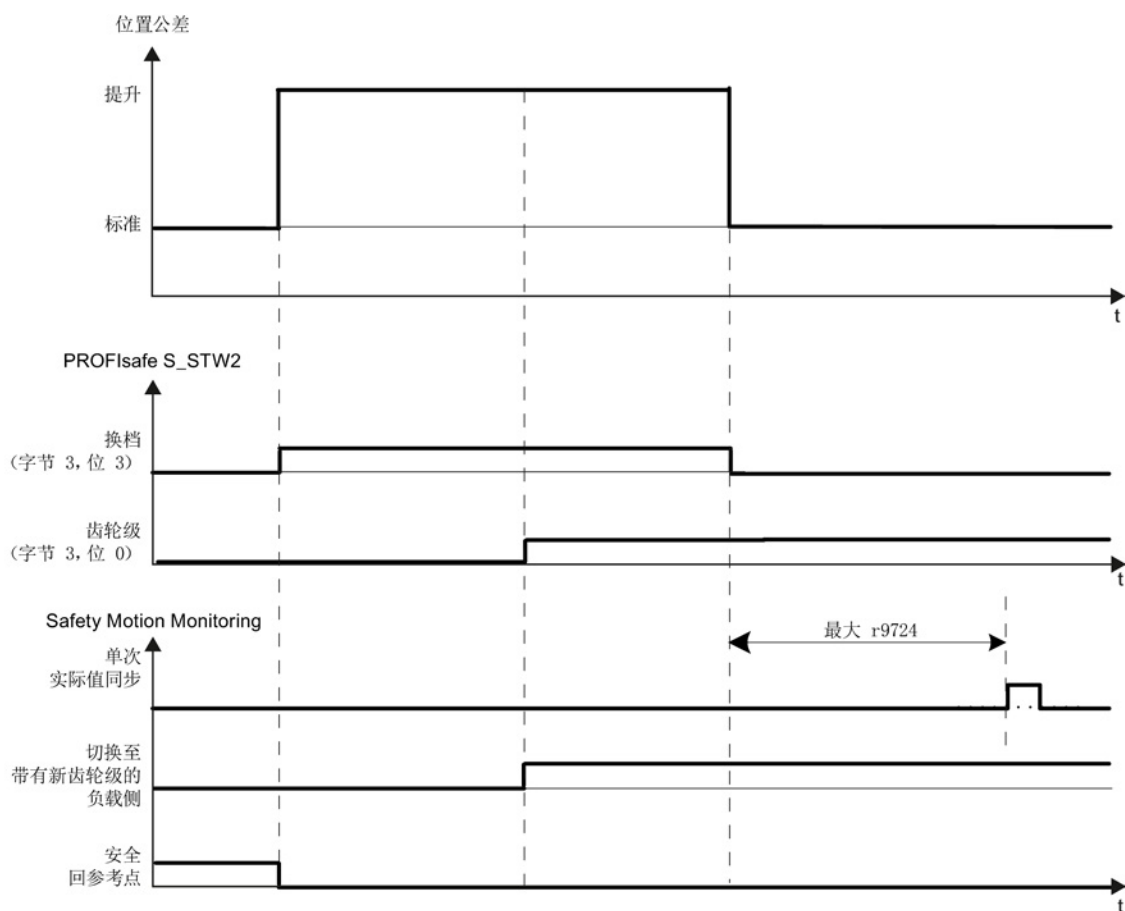 位置公差
提升
标准
t
PROFIsafe S_STW2
换档
（字节 3，位 3）
齿轮级
（字节 3，位 0）
t
Safety Motion Monitoring
最大 r9724
单次
实际值同步
切换至
带有新齿轮级的
负载侧
安全
回参考点
t